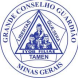 GRANDE CONSELHO GUARDIÃO
TAMEN
MINAS GERAIS